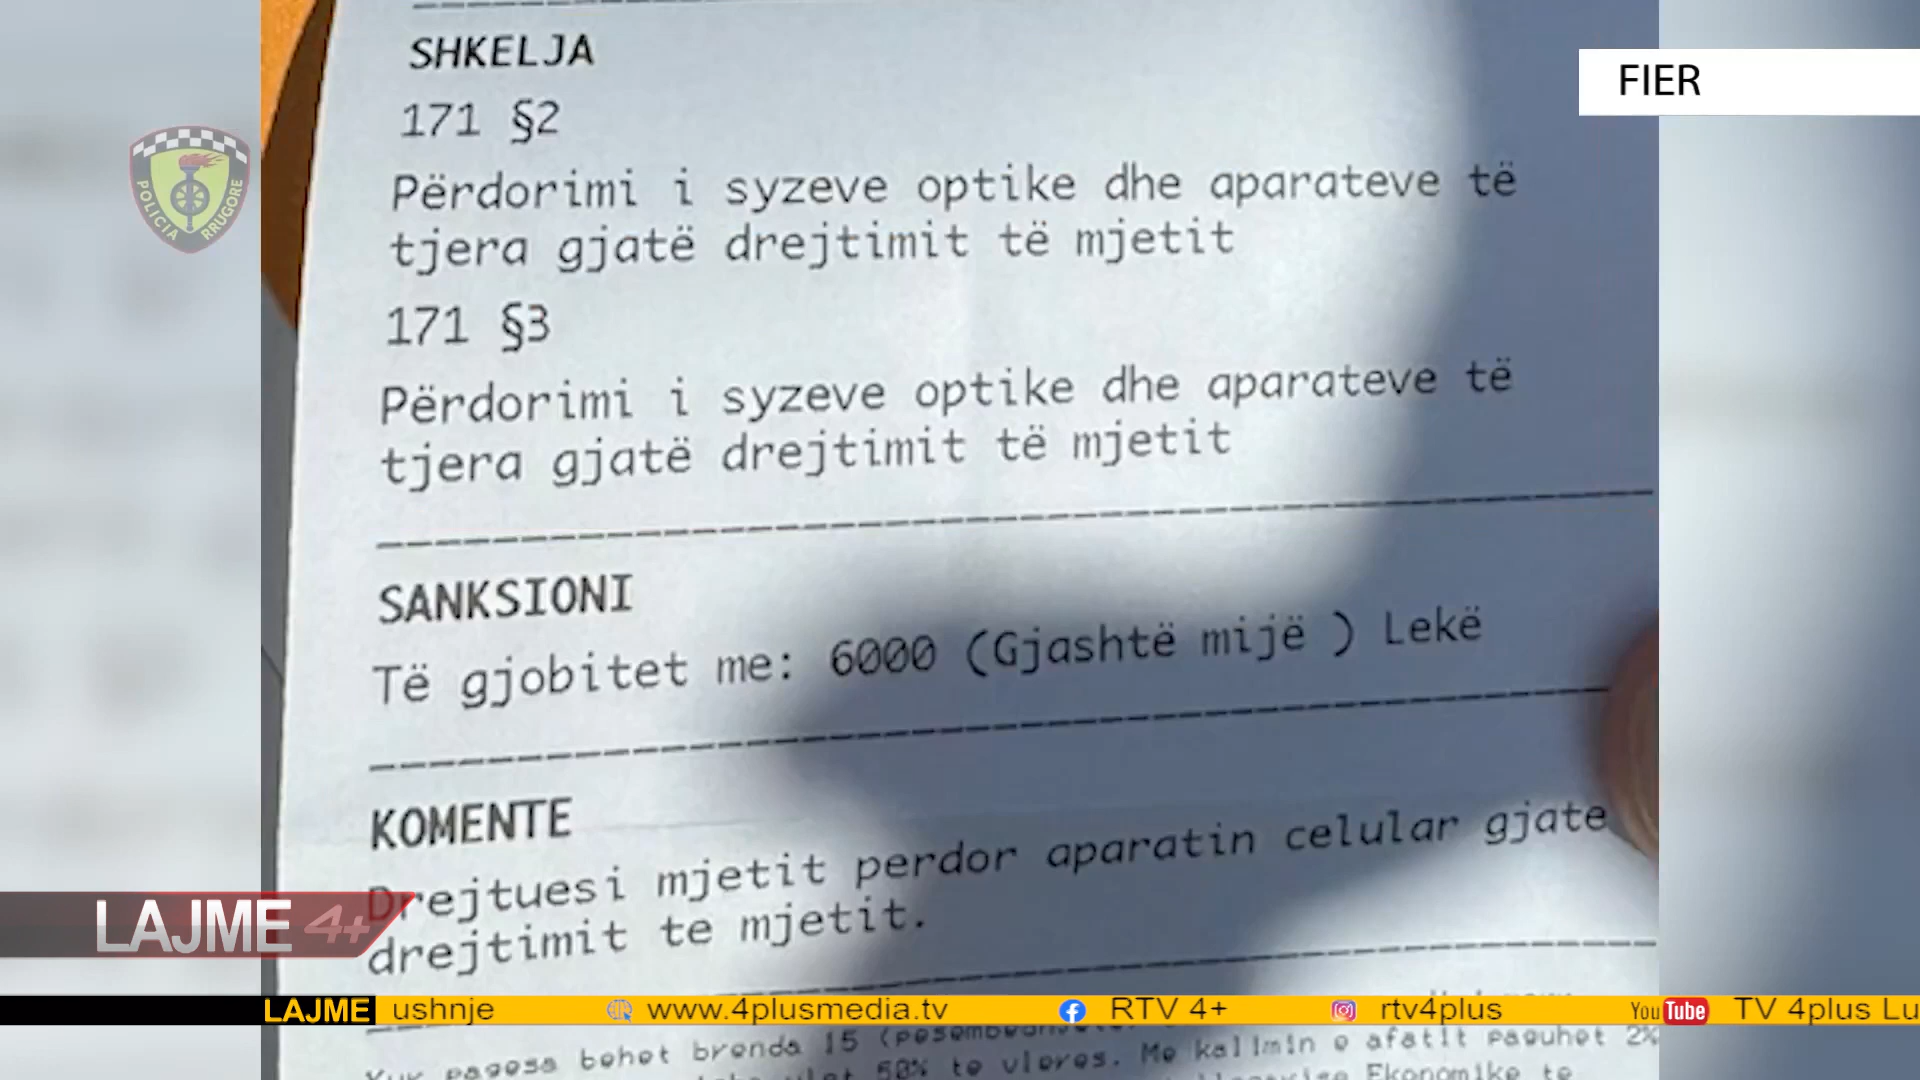 SHKELJA
171 §2
Përdorimi i syzeve optike dhe aparateve të
tjera gjatë drejtimit të mjetit
171 §3
Përdorimi i syzeve optike dhe aparateve të
tjera gjatë drejtimit të mjetit
SANKSIONI
Të gjobitet me: 6000 (Gjashtë mijë ) Lekë
KOMENTE
Drejtuesi mjetit perdor aparatin celular gjate
drejtimit te mjetit.
FIER
POLICIA RRUGORE
LAJME 4+
LAJME ushnje www.4plusmedia.tv RTV 4+ rtv4plus YouTube TV 4plus Lu
pagesa behet brenda 15
50% te vleres. Me kalimin e afatit paguhet 2%
Ekonomike te